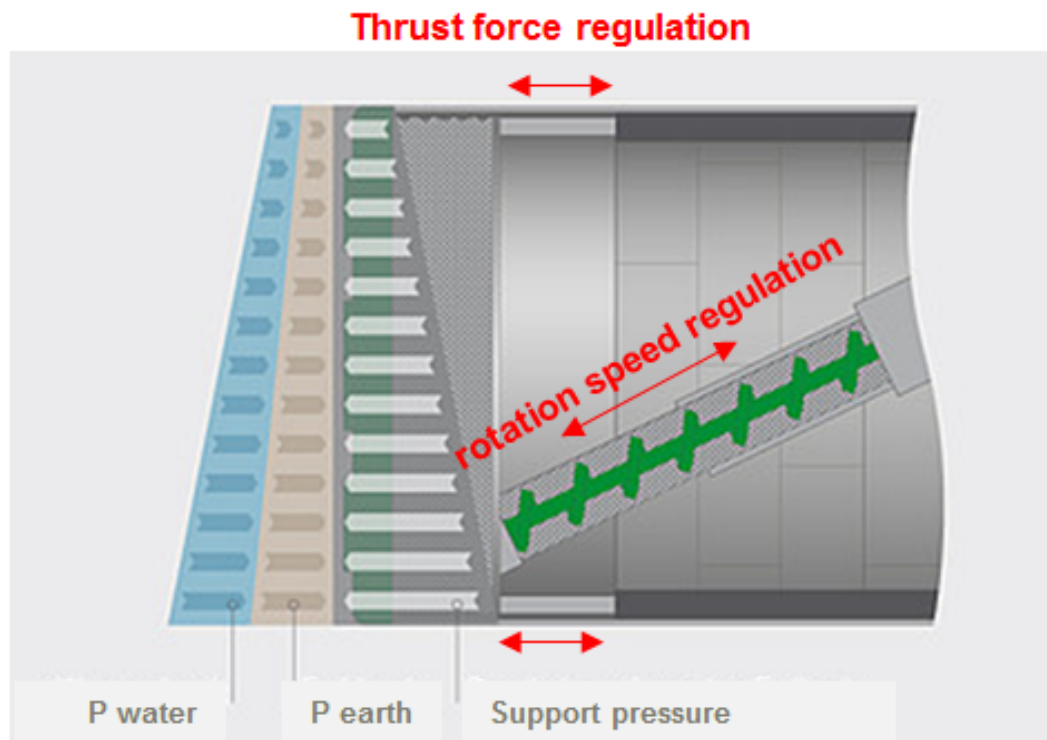 Thrust force regulation
rotation speed regulation
P water
P earth
Support pressure